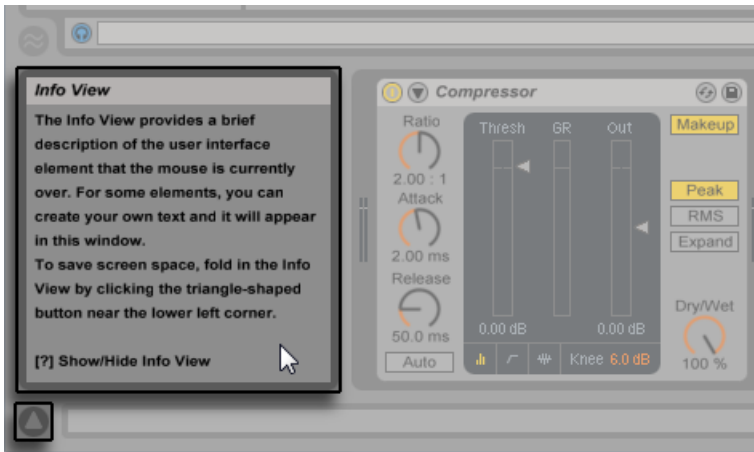 Info View
The Info View provides a brief
description of the user interface
element that the mouse is currently
over. For some elements, you can
create your own text and it will appear
in this window.
To save screen space, fold in the Info
View by clicking the triangle-shaped
button near the lower left corner.
[?] Show/Hide Info View
Compressor
Ratio
2.00 : 1
Attack
2.00 ms
Release
50.0 ms
Auto
Thresh GR Out
0.00 dB 0.00 dB
Knee 6.0 dB
Makeup
Peak
RMS
Expand
Dry/Wet
100 %